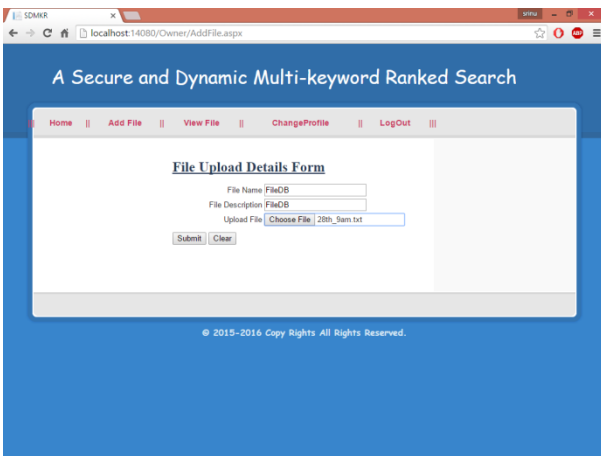 SDMKR
srinu
localhost:14080/Owner/AddFile.aspx
ABP
A Secure and Dynamic Multi-keyword Ranked Search
|| Home || Add File || View File || ChangeProfile || LogOut |||
File Upload Details Form
File Name FileDB
File Description FileDB
Upload File Choose File 28th_9am.txt
Submit Clear
© 2015-2016 Copy Rights All Rights Reserved.